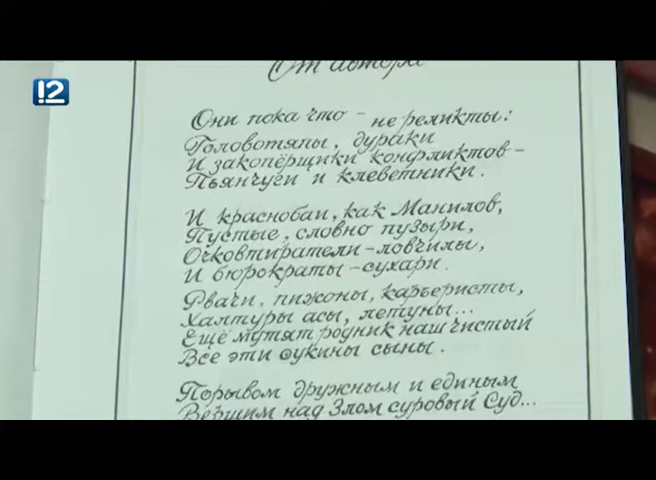 12
От автора
Они пока что - не реликты:
Головотяпы, дураки
И закопёрщики конфликтов -
Пьянчуги и клеветники.
И краснобаи, как Манилов,
Пустые, словно пузыри,
Очковтиратели - ловчилы,
И бюрократы - сухари.
Рвачи, пижоны, карьеристы,
Халтуры асы, летуны...
Ещё мутят родник наш чистый
Все эти сукины сыны.
Порывом дружным и единым
Вершим над Злом суровый Суд...